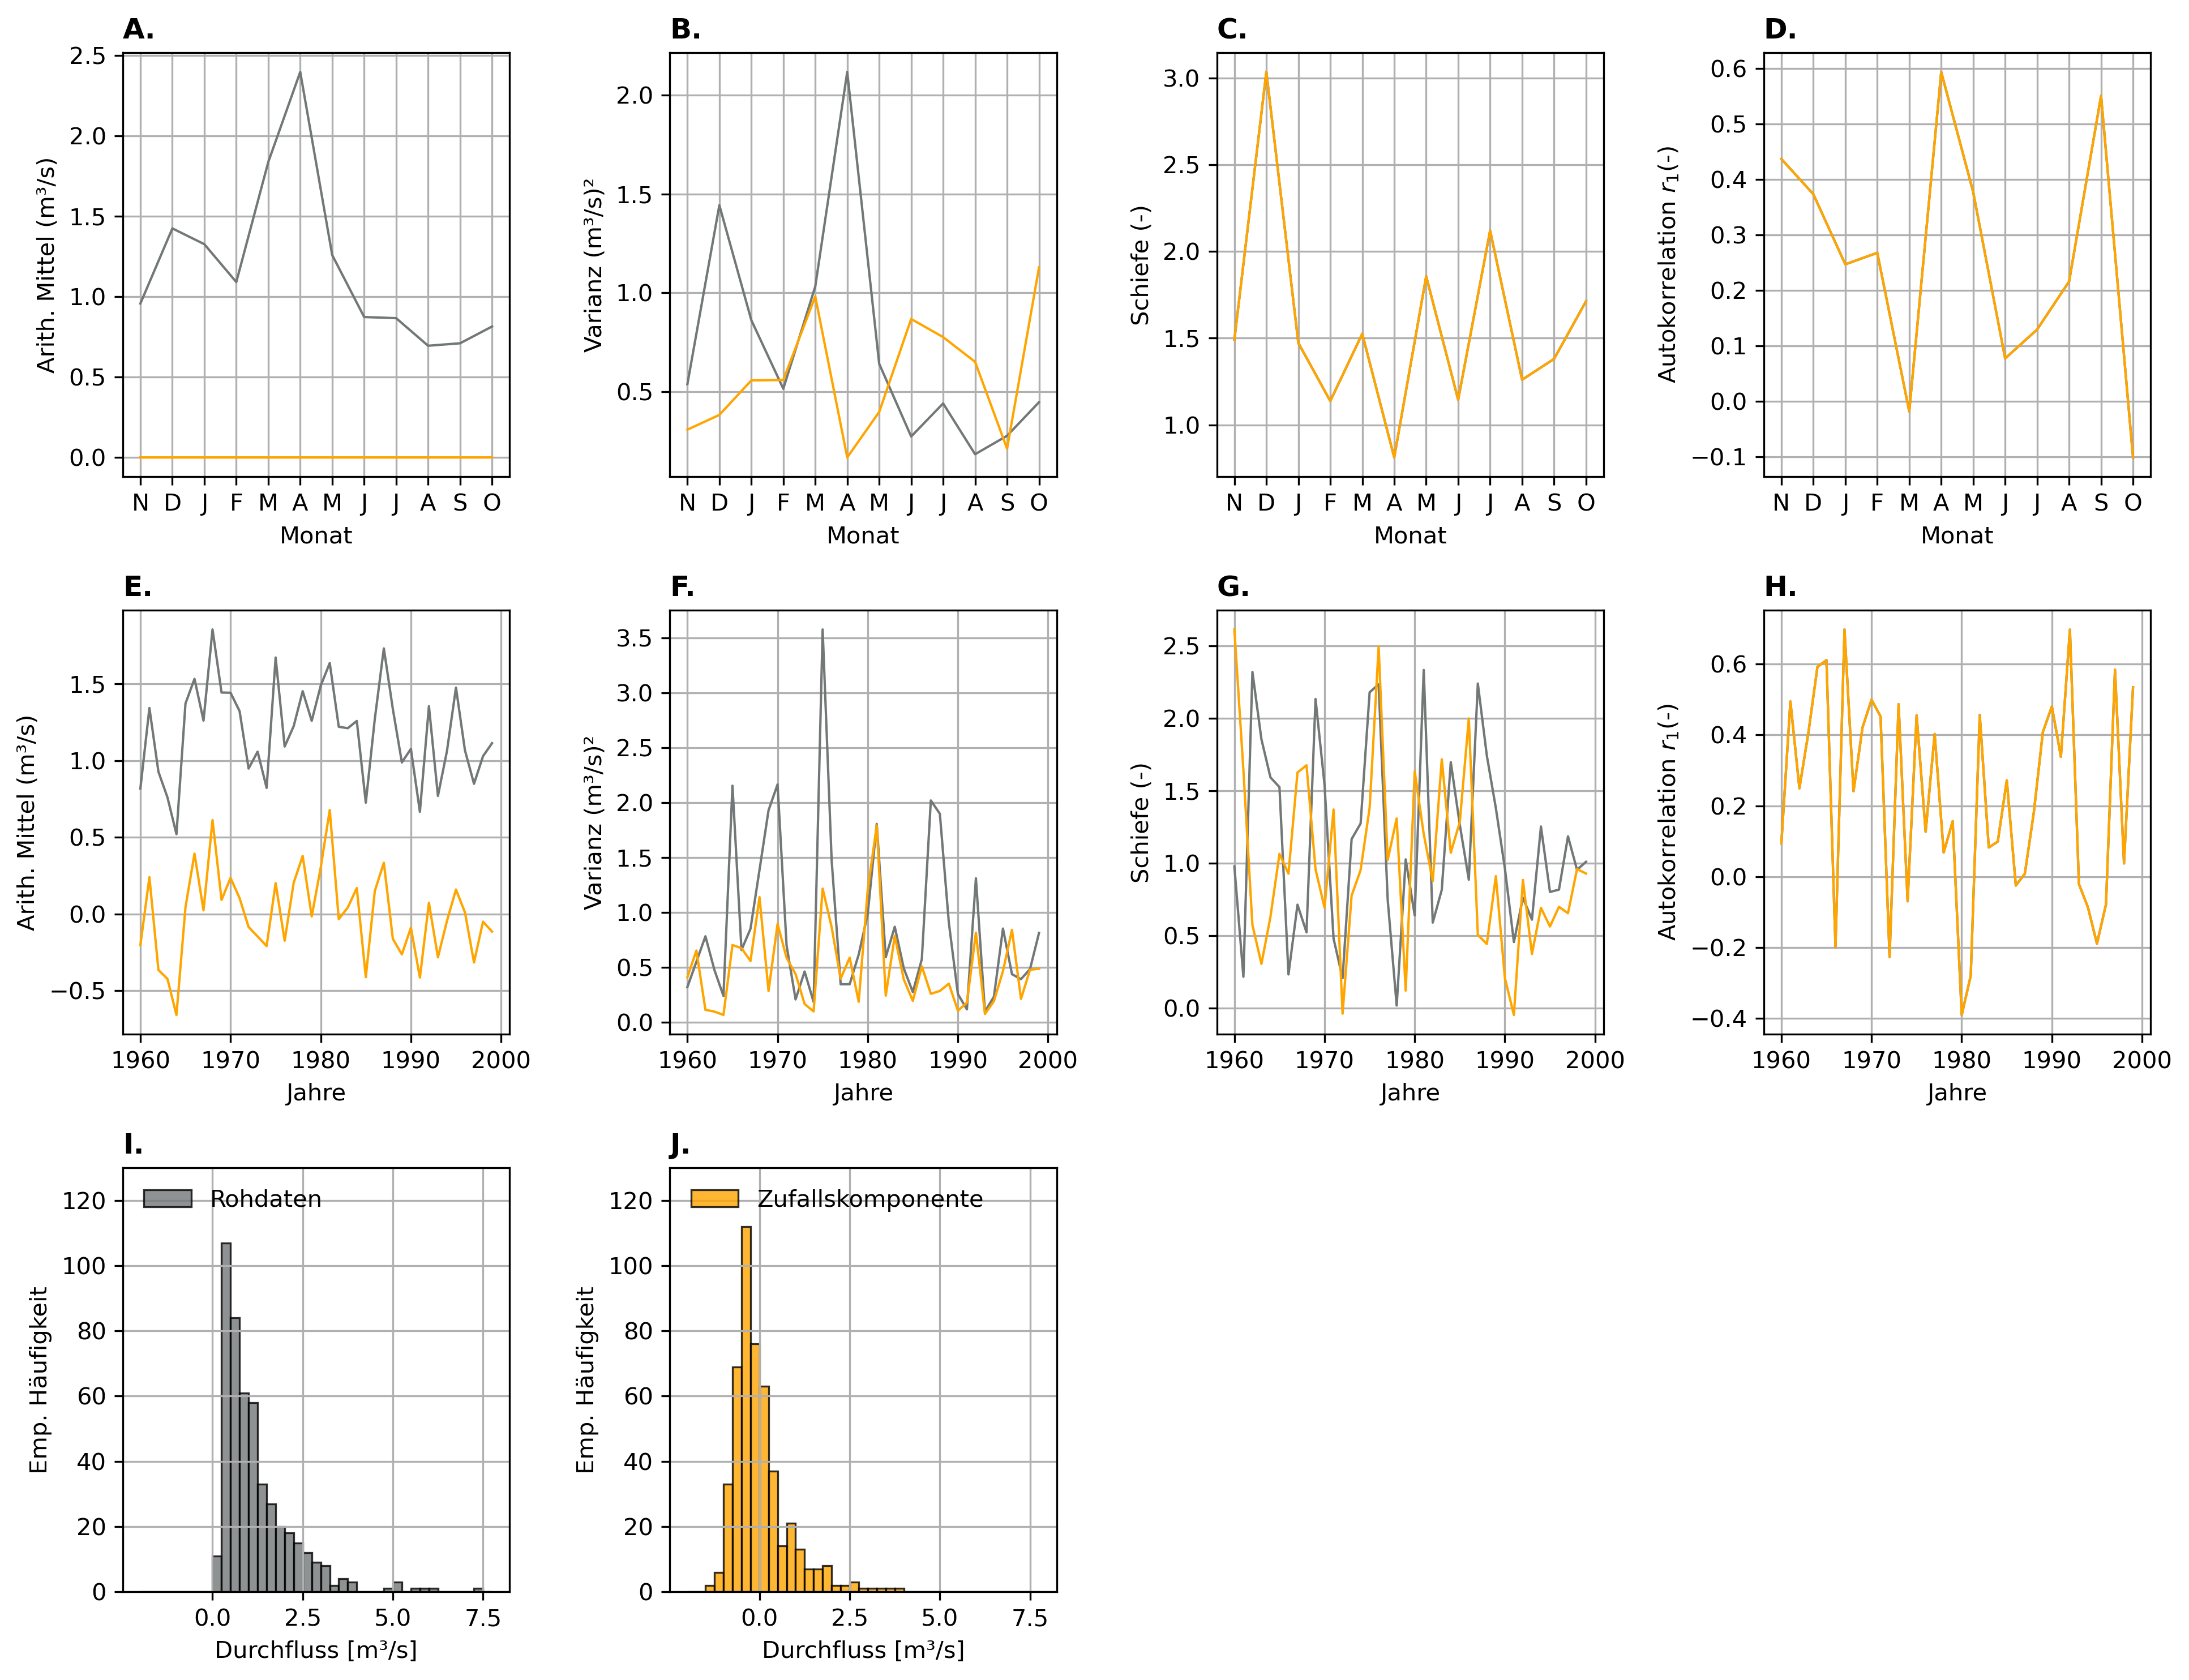 A.
Arith. Mittel (m³/s)
2.5
2.0
1.5
1.0
0.5
0.0
N D J F M A M J J A S O
Monat
B.
Varianz (m³/s)²
2.0
1.5
1.0
0.5
N D J F M A M J J A S O
Monat
C.
Schiefe (-)
3.0
2.5
2.0
1.5
1.0
N D J F M A M J J A S O
Monat
D.
Autokorrelation r₁(-)
0.6
0.5
0.4
0.3
0.2
0.1
0.0
−0.1
N D J F M A M J J A S O
Monat
E.
Arith. Mittel (m³/s)
1.5
1.0
0.5
0.0
−0.5
1960 1970 1980 1990 2000
Jahre
F.
Varianz (m³/s)²
3.5
3.0
2.5
2.0
1.5
1.0
0.5
0.0
1960 1970 1980 1990 2000
Jahre
G.
Schiefe (-)
2.5
2.0
1.5
1.0
0.5
0.0
1960 1970 1980 1990 2000
Jahre
H.
Autokorrelation r₁(-)
0.6
0.4
0.2
0.0
−0.2
−0.4
1960 1970 1980 1990 2000
Jahre
I.
Rohdaten
Emp. Häufigkeit
120
100
80
60
40
20
0
0.0 2.5 5.0 7.5
Durchfluss [m³/s]
J.
Zufallskomponente
Emp. Häufigkeit
120
100
80
60
40
20
0
0.0 2.5 5.0 7.5
Durchfluss [m³/s]